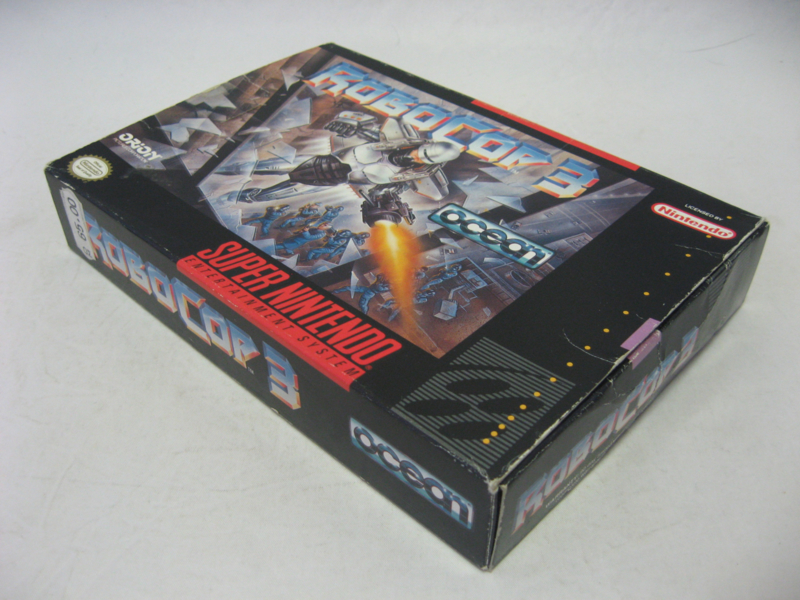 ROBOCOP 3
ORION
LICENSED BY
Nintendo
ocean
SUPER NINTENDO
ENTERTAINMENT SYSTEM
ROBOCOP 3
ocean
ROBOCOP 3